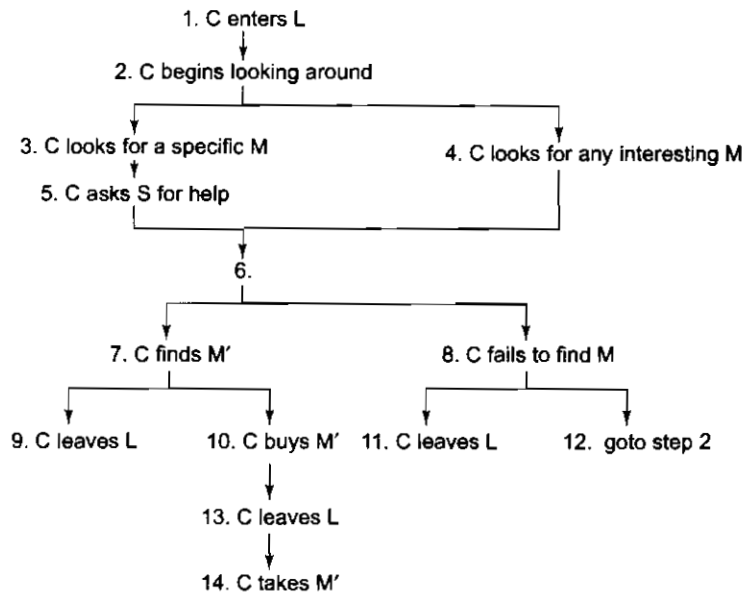 1. C enters L
2. C begins looking around
3. C looks for a specific M
4. C looks for any interesting M
5. C asks S for help
6.
7. C finds M′
8. C fails to find M
9. C leaves L
10. C buys M′
11. C leaves L
12. goto step 2
13. C leaves L
14. C takes M′